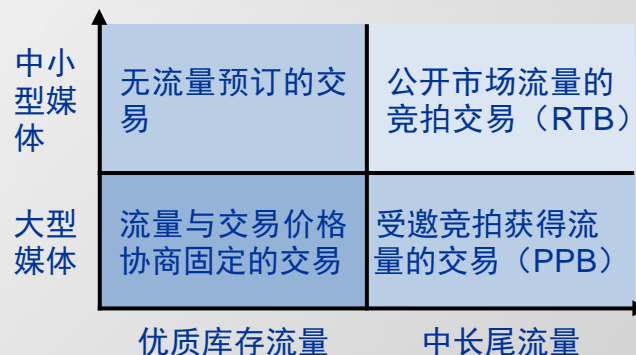 中小
型媒
体
无流量预订的交
易
公开市场流量的
竞拍交易（RTB）
大型
媒体
流量与交易价格
协商固定的交易
受邀竞拍获得流
量的交易（PPB）
优质库存流量
中长尾流量